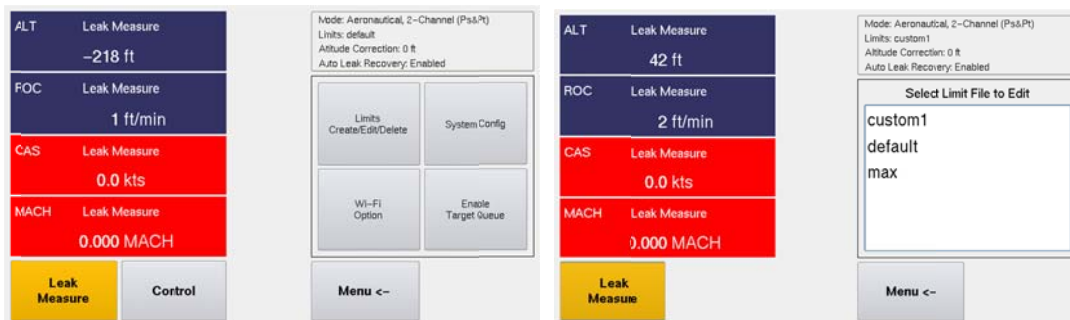 ALT Leak Measure
-218 ft
FOC Leak Measure
1 ft/min
CAS Leak Measure
0.0 kts
MACH Leak Measure
0.000 MACH
Leak
Measure
Control
Mode: Aeronautical, 2-Channel (Ps&Pt)
Limits: default
Altitude Correction: 0 ft
Auto Leak Recovery: Enabled
Limits
Create/Edit/Delete
System Config
Wi-Fi
Option
Enable
Target Queue
Menu <-
ALT Leak Measure
42 ft
ROC Leak Measure
2 ft/min
CAS Leak Measure
0.0 kts
MACH Leak Measure
0.000 MACH
Leak
Measure
Mode: Aeronautical, 2-Channel (Ps&Pt)
Limits: custom1
Altitude Correction: 0 ft
Auto Leak Recovery: Enabled
Select Limit File to Edit
custom1
default
max
Menu <-